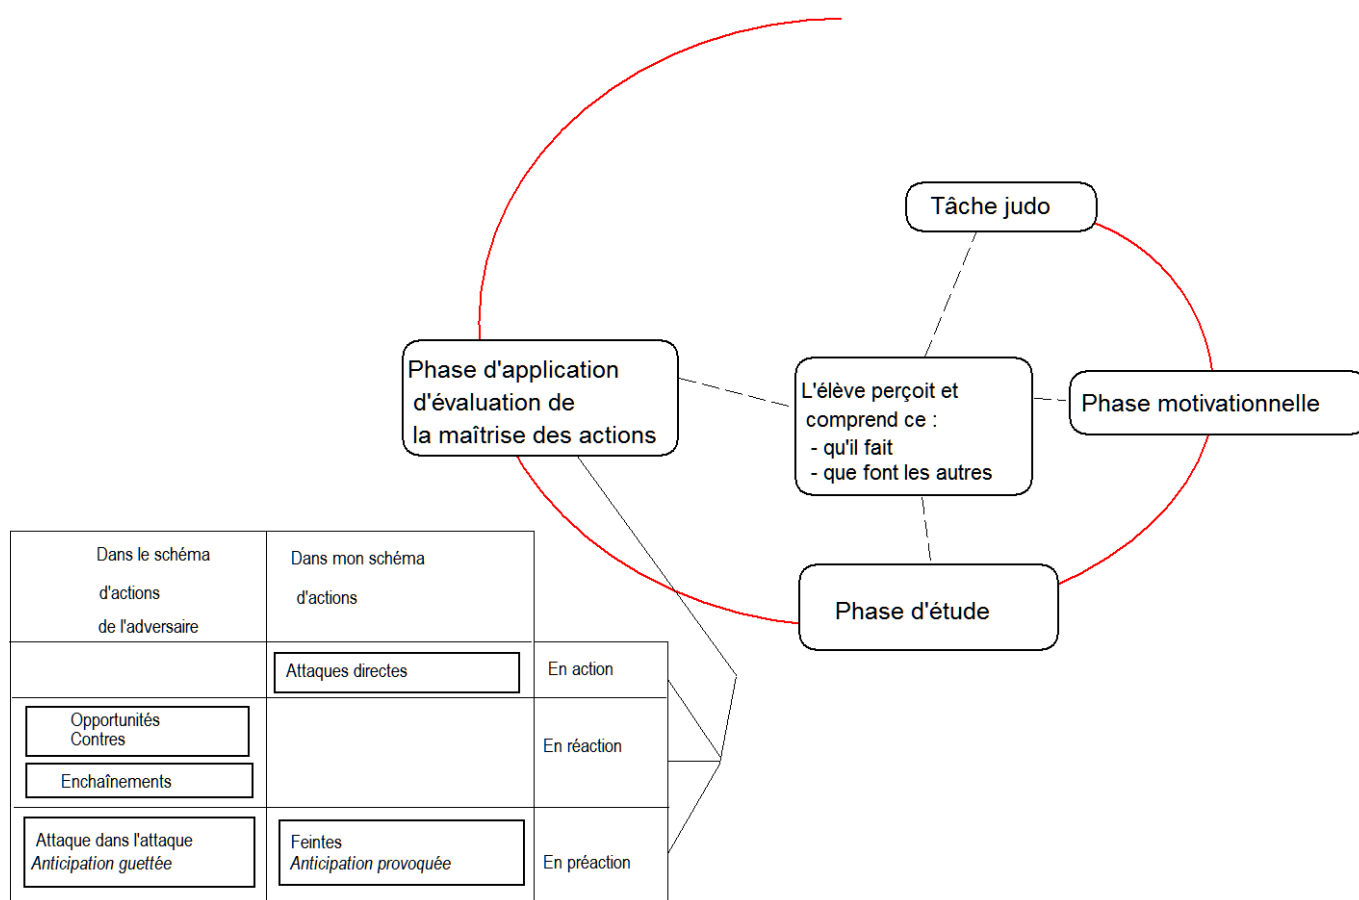 Tâche judo
Phase d'application
d'évaluation de
la maîtrise des actions
L'élève perçoit et
comprend ce :
- qu'il fait
- que font les autres
Phase motivationnelle
Phase d'étude
Dans le schéma
d'actions
de l'adversaire
Dans mon schéma
d'actions
Attaques directes
En action
Opportunités
Contres
Enchaînements
En réaction
Attaque dans l'attaque
Anticipation guettée
Feintes
Anticipation provoquée
En préaction